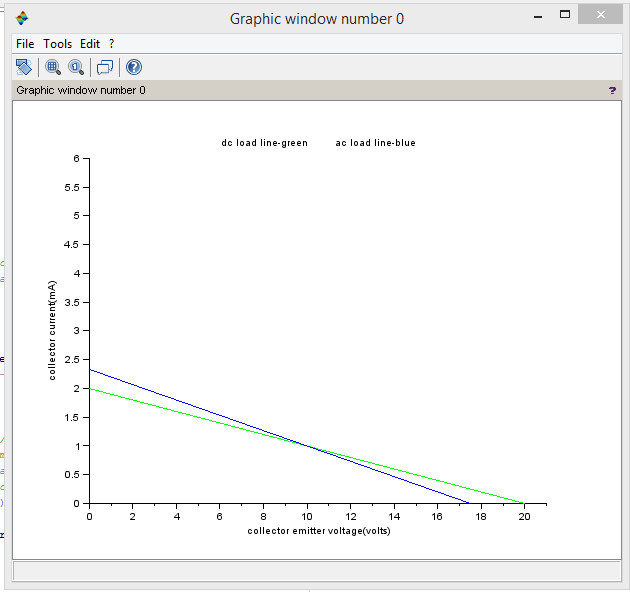 Graphic window number 0
File Tools Edit ?
Graphic window number 0 ?
dc load line-green ac load line-blue
6
5.5
5
4.5
4
3.5
3
2.5
2
1.5
1
0.5
0
collector current(mA)
0 2 4 6 8 10 12 14 16 18 20
collector emitter voltage(volts)